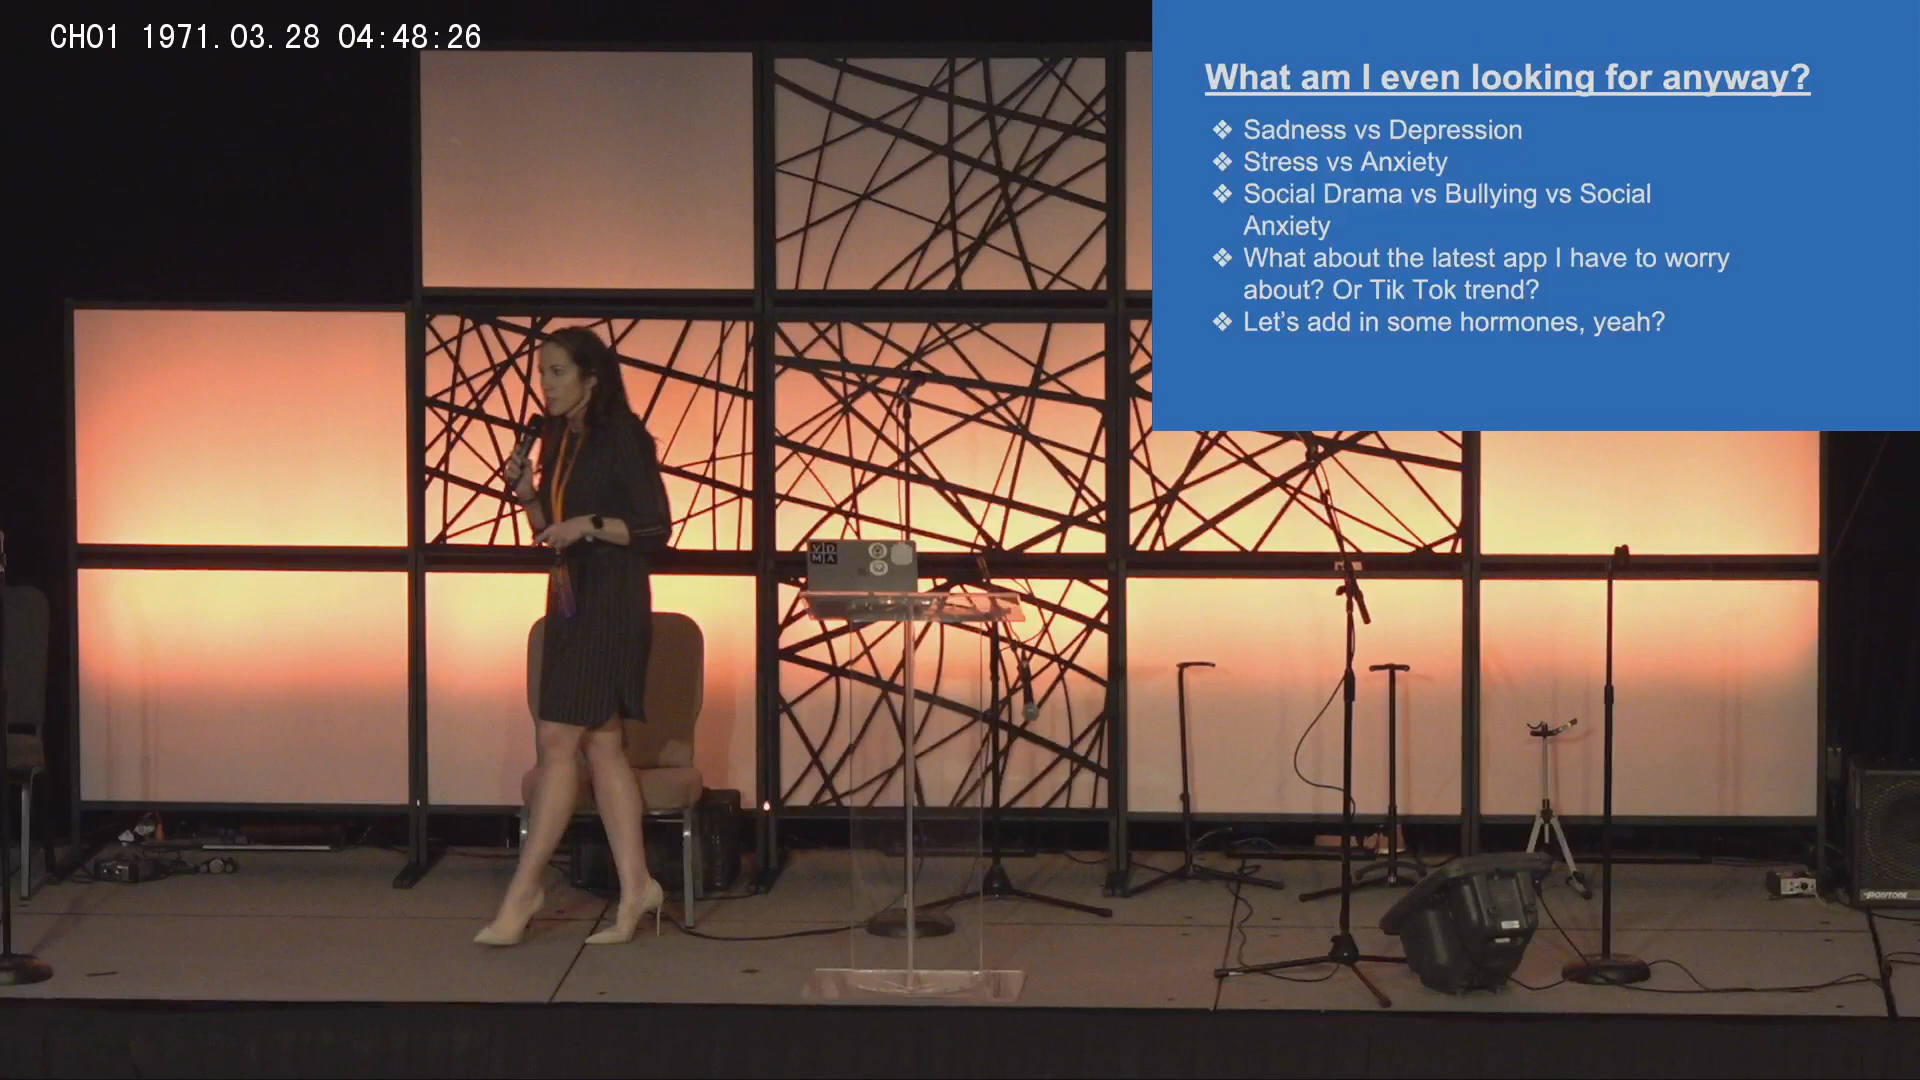 CH01 1971.03.28 04:48:26
What am I even looking for anyway?
❖ Sadness vs Depression
❖ Stress vs Anxiety
❖ Social Drama vs Bullying vs Social
Anxiety
❖ What about the latest app I have to worry
about? Or Tik Tok trend?
❖ Let's add in some hormones, yeah?
VD
MA